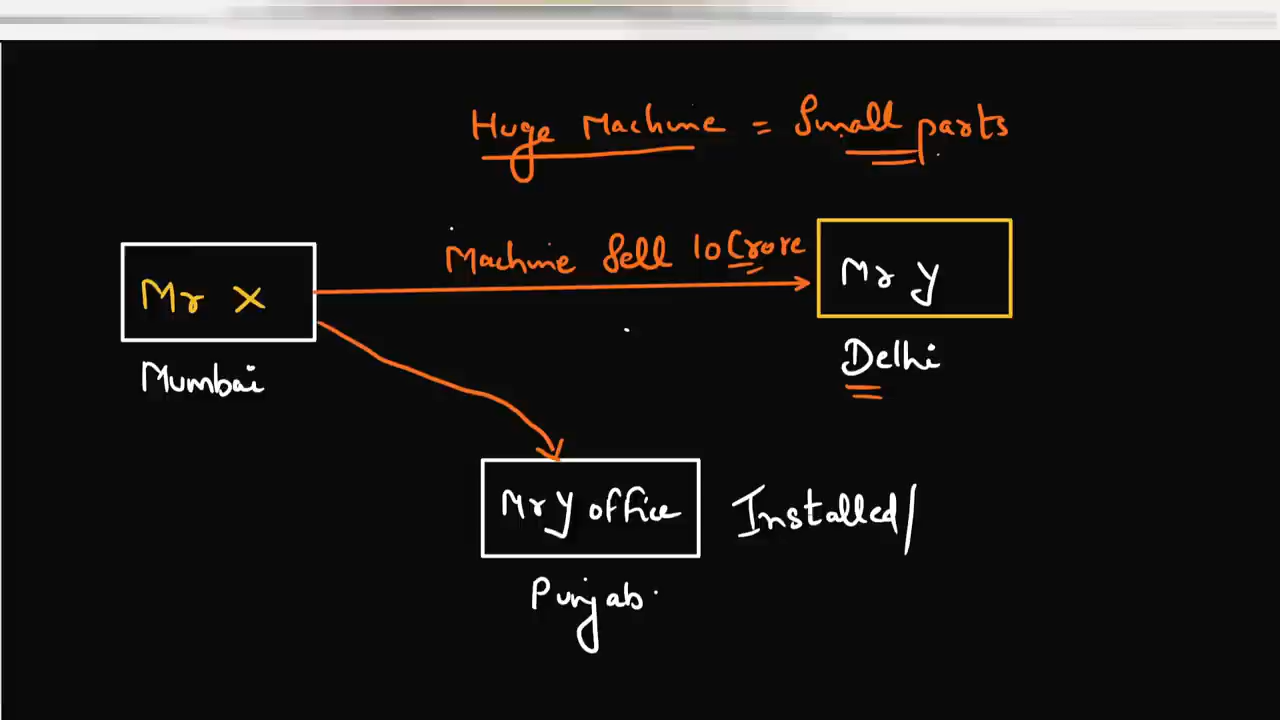 Huge Machine = Small parts
Machine Sell 10 Crore
Mr X
Mr y
Mumbai
Delhi
Mr y office
Installed/
Punjab